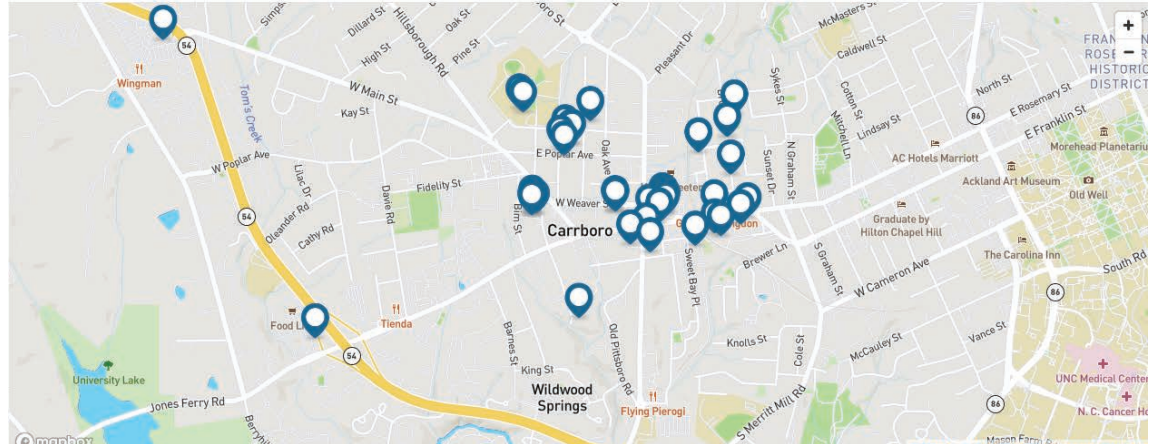 Simps
Dillard St
High St
Hillsborough Rd
Oak St
Pine St
boro St
Pleasant Dr
McMasters St
Caldwell St
Sykes St
+
−
FRAN
ROSE
HISTORIC
DISTRICT
54
Wingman
Tom's Creek
W Main St
Kay St
Cotton St
Lindsay St
Mitchell Ln
North St
86
E Rosemary St
E Franklin St
Morehead Planetariu
W Poplar Ave
E Poplar Ave
Oak Ave
AC Hotels Marriott
Ackland Art Museum
Old Well
Lilac Dr
Fidelity St
Davie Rd
N Graham St
Sunset Dr
54
Oleander Rd
Cathy Rd
Bim St
W Weaver S
Carrboro
Graduate by
Hilton Chapel Hill
Brewer Ln
S Graham St
The Carolina Inn
South Rd
Sweet Bay Pl
W Cameron Ave
86
Food Li
Tienda
54
Barnes St
Old Pittsboro Rd
Knolls St
Cole St
McCauley St
Vance St
University Lake
King St
Wildwood
Springs
UNC Medical Center
Jones Ferry Rd
Flying Pierogi
S Merritt Mill Rd
86
N. C. Cancer Ho
Berryhi
Mason Farm
mapbox